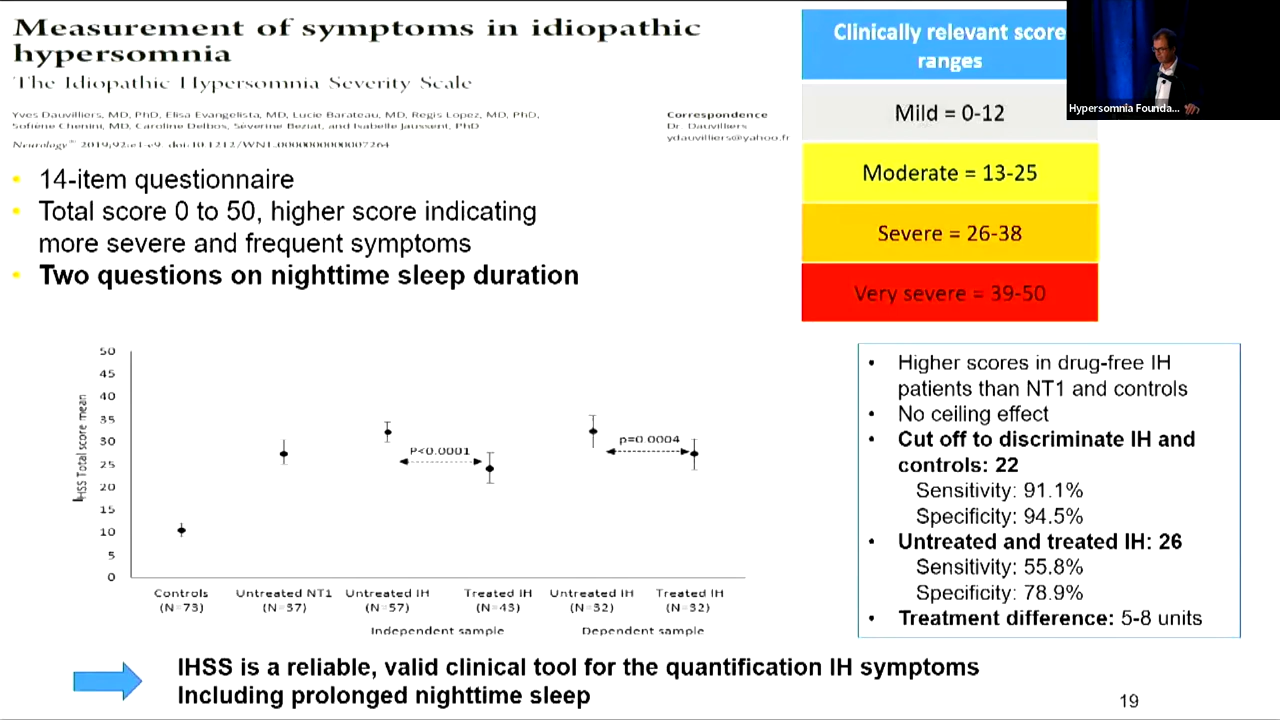 Measurement of symptoms in idiopathic
hypersomnia
The Idiopathic Hypersomnia Severity Scale
Yves Dauvilliers, MD, PhD, Elisa Evangelista, MD, Lucie Barateau, MD, Regis Lopez, MD, PhD,
Sofiène Chenini, MD, Caroline Delbos, Séverine Beziat, and Isabelle Jaussent, PhD
Correspondence
Dr. Dauvilliers
ydauvilliers@yahoo.fr
Neurology® 2019;92:e1-e9. doi:10.1212/WNL.0000000000007264
• 14-item questionnaire
• Total score 0 to 50, higher score indicating
more severe and frequent symptoms
• Two questions on nighttime sleep duration
Clinically relevant score
ranges
Mild = 0-12
Moderate = 13-25
Severe = 26-38
Very severe = 39-50
Hypersomnia Founda...
IHSS Total score mean
50
45
40
35
30
25
20
15
10
5
0
P<0.0001
p=0.0004
Controls
(N=73)
Untreated NT1
(N=37)
Untreated IH
(N=57)
Treated IH
(N=43)
Untreated IH
(N=32)
Treated IH
(N=32)
Independent sample
Dependent sample
• Higher scores in drug-free IH
patients than NT1 and controls
• No ceiling effect
• Cut off to discriminate IH and
controls: 22
Sensitivity: 91.1%
Specificity: 94.5%
• Untreated and treated IH: 26
Sensitivity: 55.8%
Specificity: 78.9%
• Treatment difference: 5-8 units
IHSS is a reliable, valid clinical tool for the quantification IH symptoms
Including prolonged nighttime sleep
19